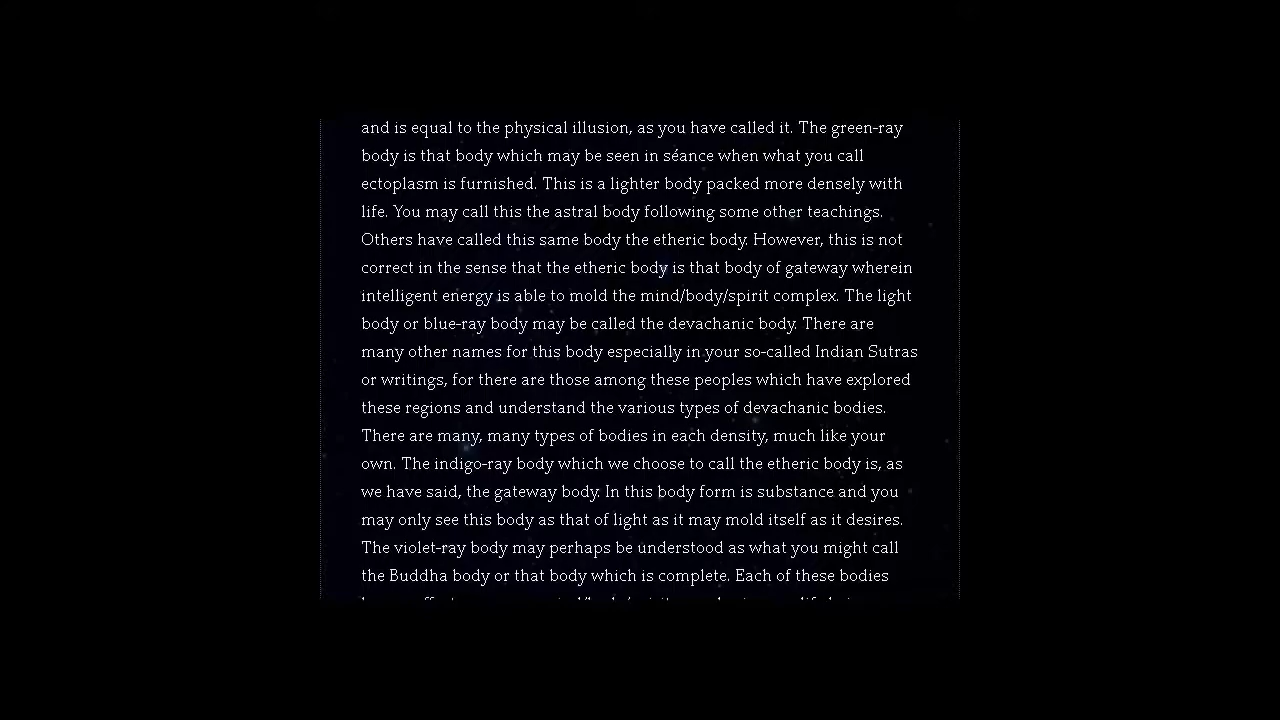 and is equal to the physical illusion, as you have called it. The green-ray
body is that body which may be seen in séance when what you call
ectoplasm is furnished. This is a lighter body packed more densely with
life. You may call this the astral body following some other teachings.
Others have called this same body the etheric body. However, this is not
correct in the sense that the etheric body is that body of gateway wherein
intelligent energy is able to mold the mind/body/spirit complex. The light
body or blue-ray body may be called the devachanic body. There are
many other names for this body especially in your so-called Indian Sutras
or writings, for there are those among these peoples which have explored
these regions and understand the various types of devachanic bodies.
There are many, many types of bodies in each density, much like your
own. The indigo-ray body which we choose to call the etheric body is, as
we have said, the gateway body. In this body form is substance and you
may only see this body as that of light as it may mold itself as it desires.
The violet-ray body may perhaps be understood as what you might call
the Buddha body or that body which is complete. Each of these bodies